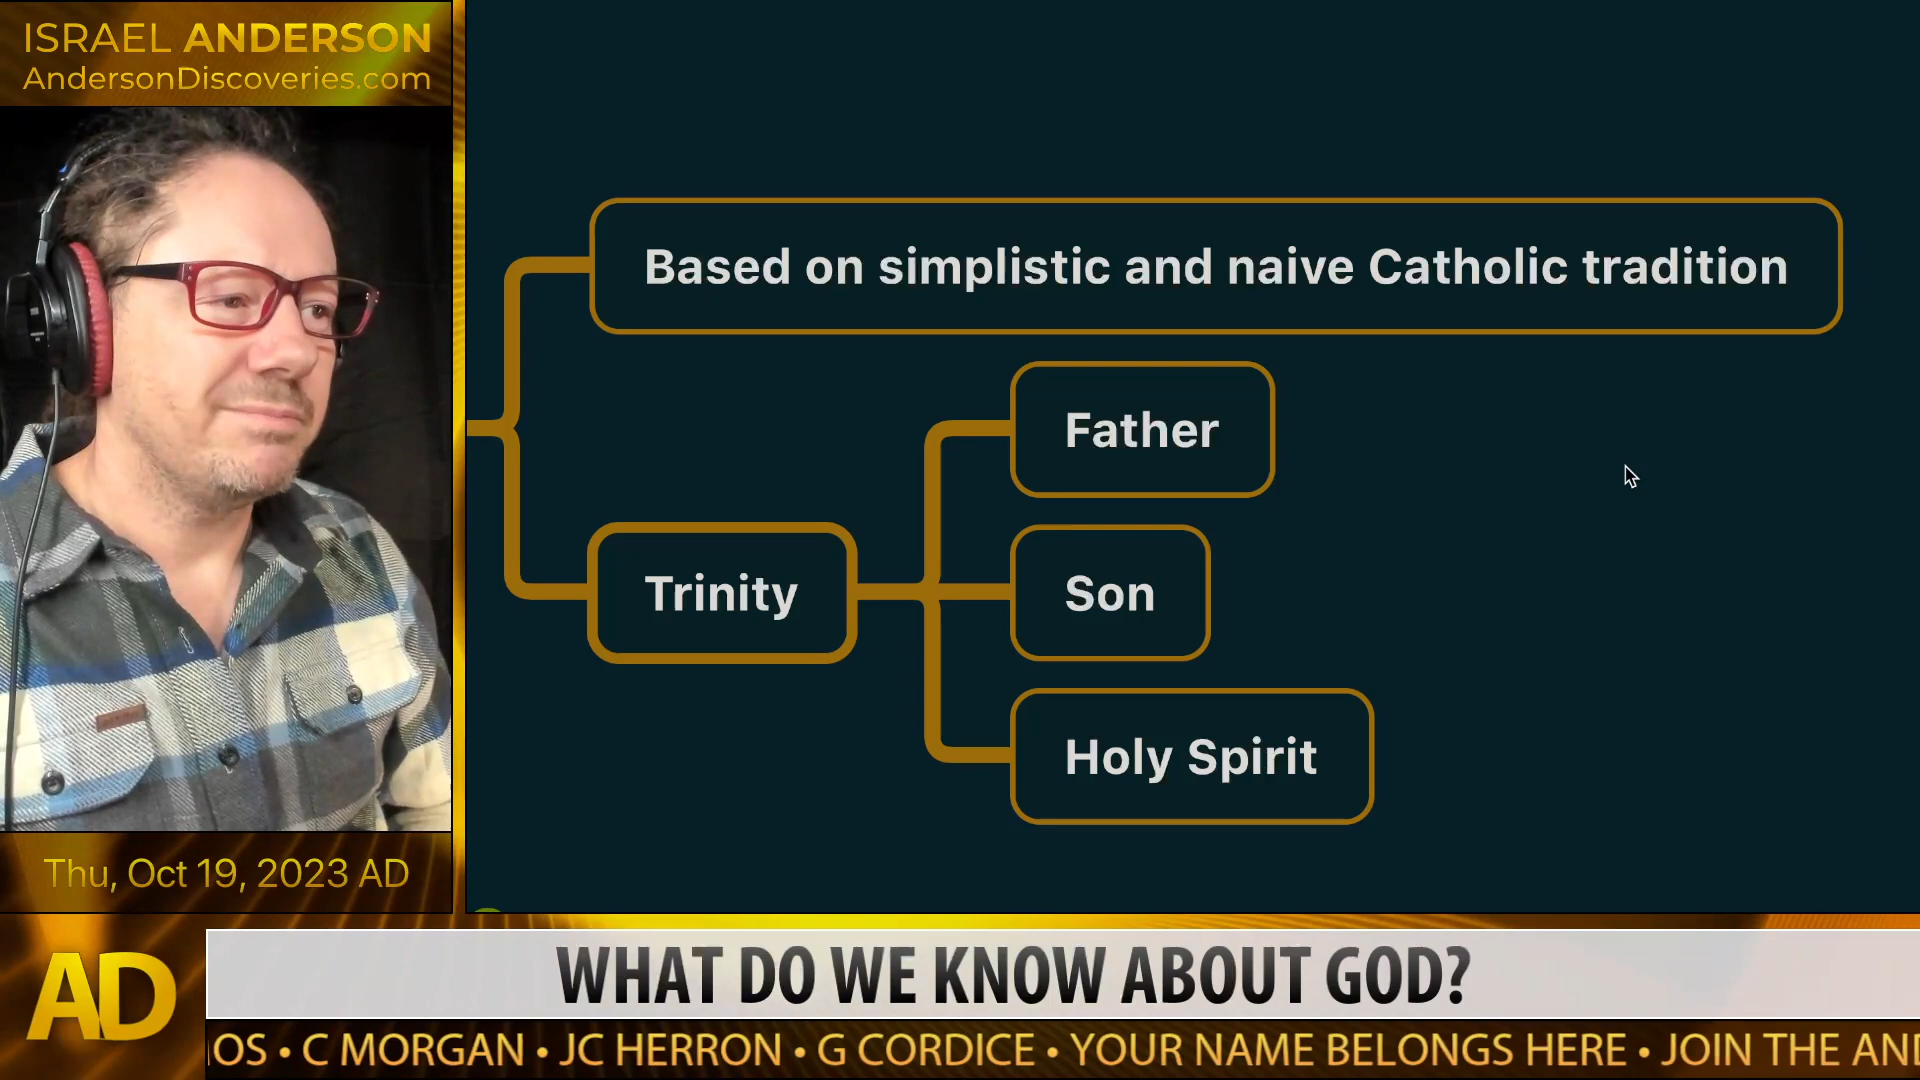 ISRAEL ANDERSON
AndersonDiscoveries.com
Based on simplistic and naive Catholic tradition
Father
Trinity
Son
Holy Spirit
Thu, Oct 19, 2023 AD
AD
WHAT DO WE KNOW ABOUT GOD?
OS • C MORGAN • JC HERRON • G CORDICE • YOUR NAME BELONGS HERE • JOIN THE AND